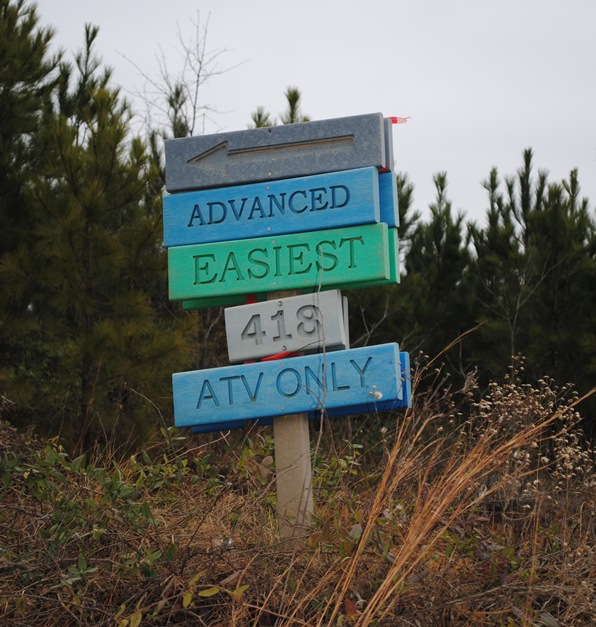 ADVANCED
EASIEST
418
ATV ONLY